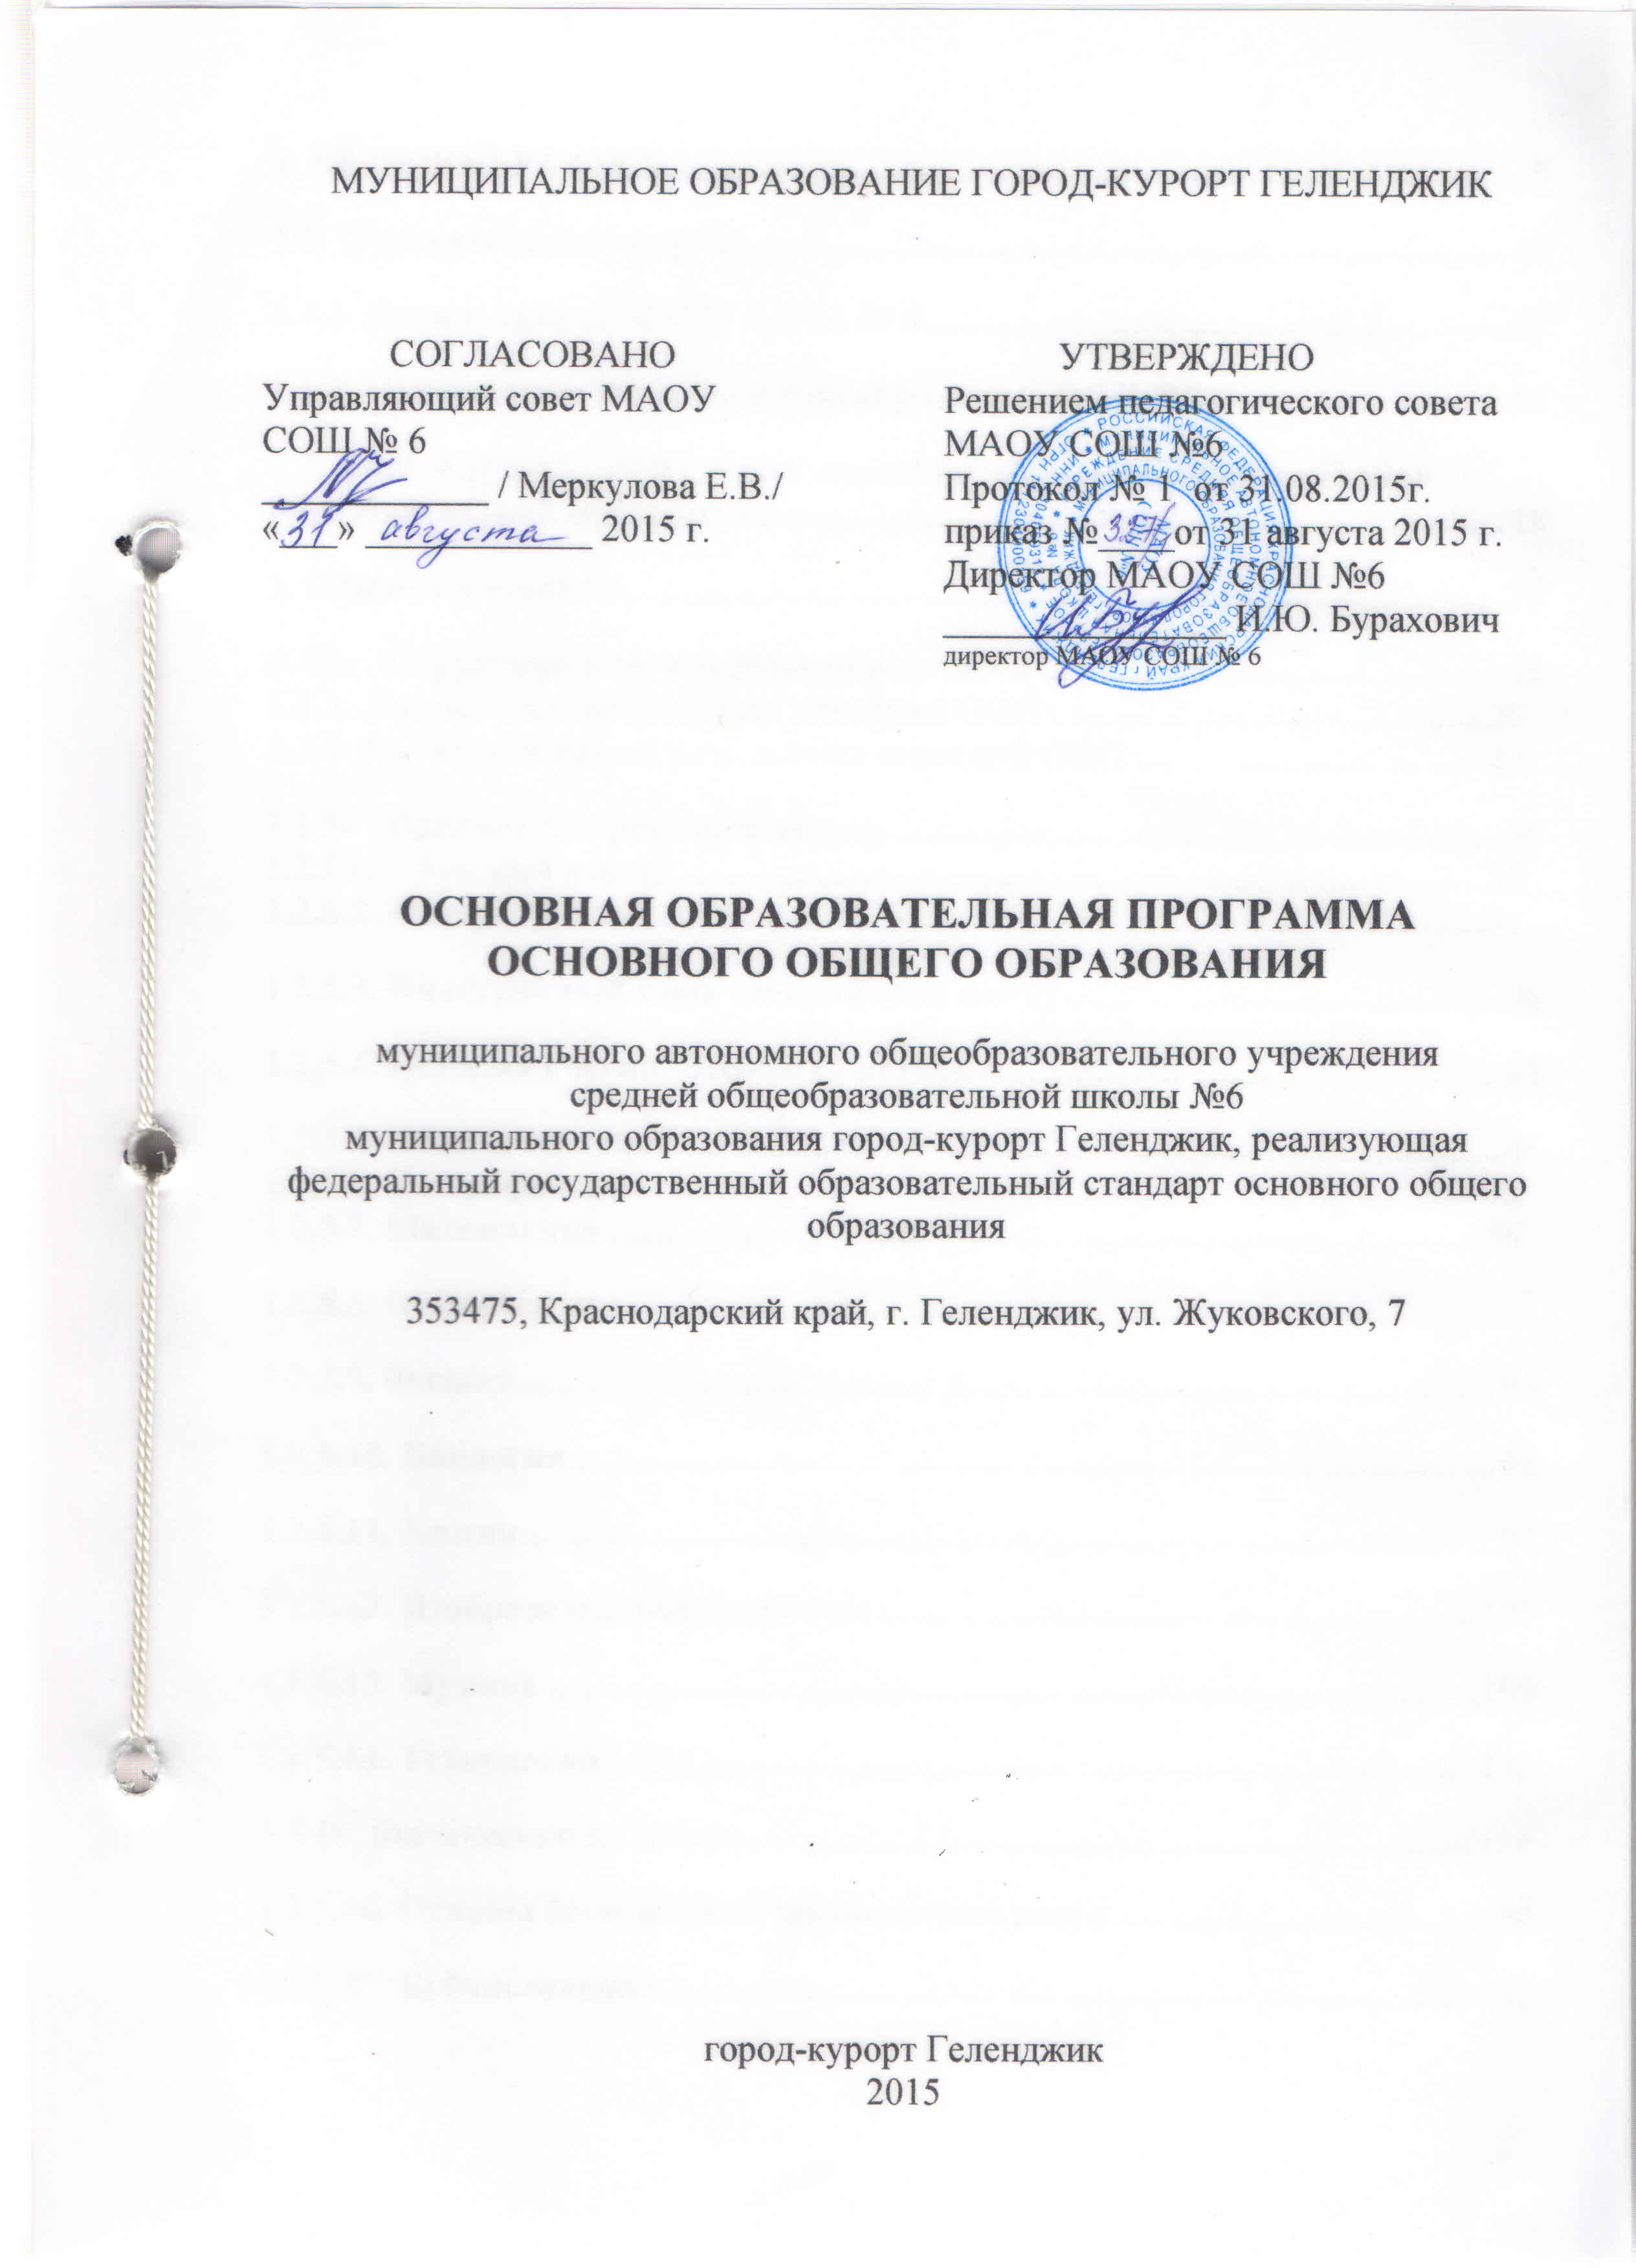 МУНИЦИПАЛЬНОЕ ОБРАЗОВАНИЕ ГОРОД-КУРОРТ ГЕЛЕНДЖИК
СОГЛАСОВАНО
Управляющий совет МАОУ
СОШ № 6
/ Меркулова Е.В./
«31» августа 2015 г.
УТВЕРЖДЕНО
Решением педагогического совета
МАОУ СОШ №6
Протокол № 1 от 31.08.2015г.
приказ № от 31 августа 2015 г.
Директор МАОУ СОШ №6
И.Ю. Бурахович
директор МАОУ СОШ № 6
ОСНОВНАЯ ОБРАЗОВАТЕЛЬНАЯ ПРОГРАММА
ОСНОВНОГО ОБЩЕГО ОБРАЗОВАНИЯ
муниципального автономного общеобразовательного учреждения
средней общеобразовательной школы №6
муниципального образования город-курорт Геленджик, реализующая
федеральный государственный образовательный стандарт основного общего
образования
353475, Краснодарский край, г. Геленджик, ул. Жуковского, 7
город-курорт Геленджик
2015